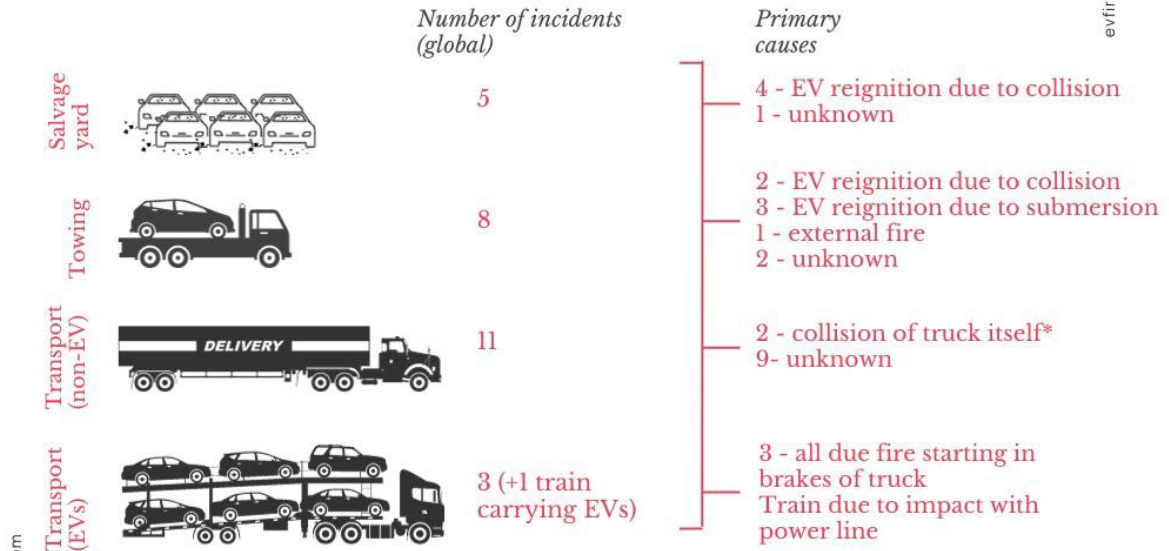 Number of incidents
(global)
Primary
causes
evfir
Salvage
yard
5
4 - EV reignition due to collision
1 - unknown
Towing
8
2 - EV reignition due to collision
3 - EV reignition due to submersion
1 - external fire
2 - unknown
Transport
(non-EV)
DELIVERY
11
2 - collision of truck itself*
9- unknown
Transport
(EVs)
3 (+1 train
carrying EVs)
3 - all due fire starting in
brakes of truck
Train due to impact with
power line
om